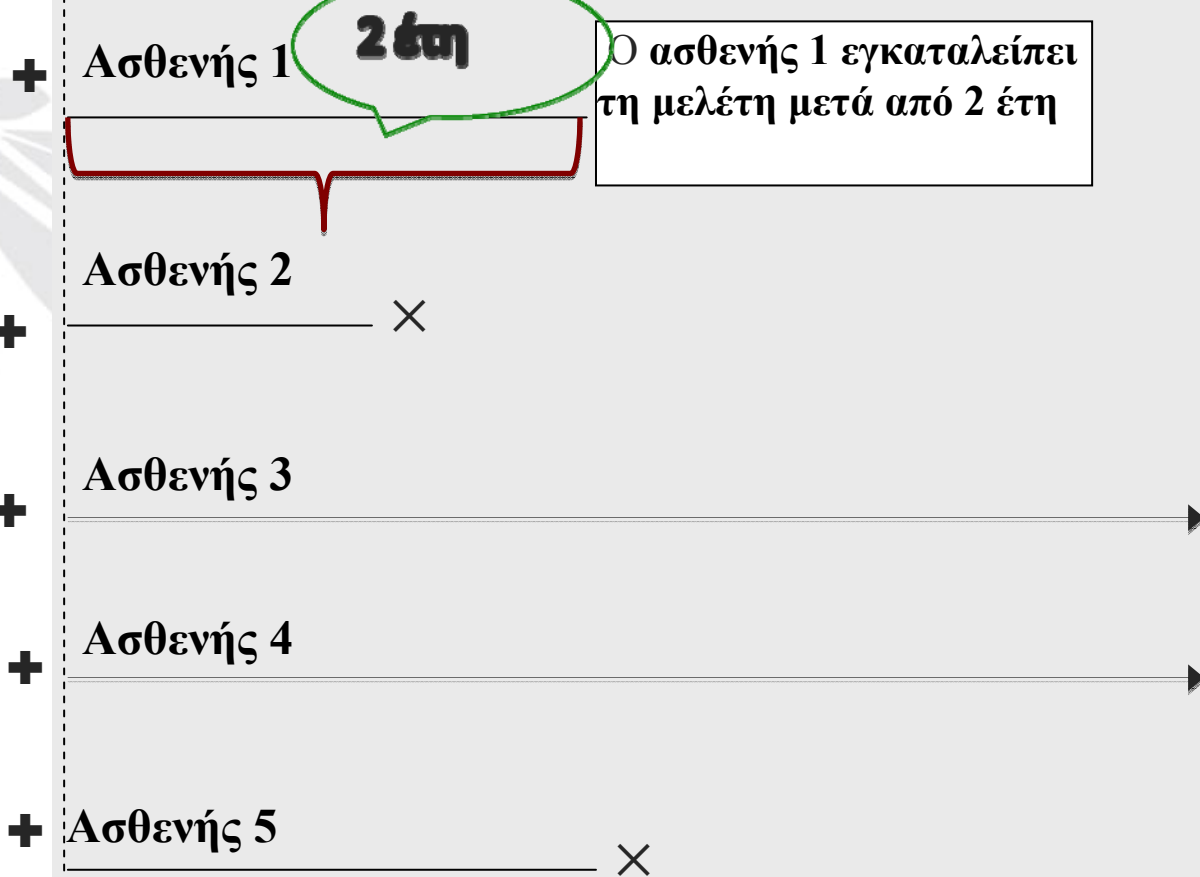 Ασθενής 1
2 έτη
Ο ασθενής 1 εγκαταλείπει
τη μελέτη μετά από 2 έτη
Ασθενής 2
Ασθενής 3
Ασθενής 4
Ασθενής 5